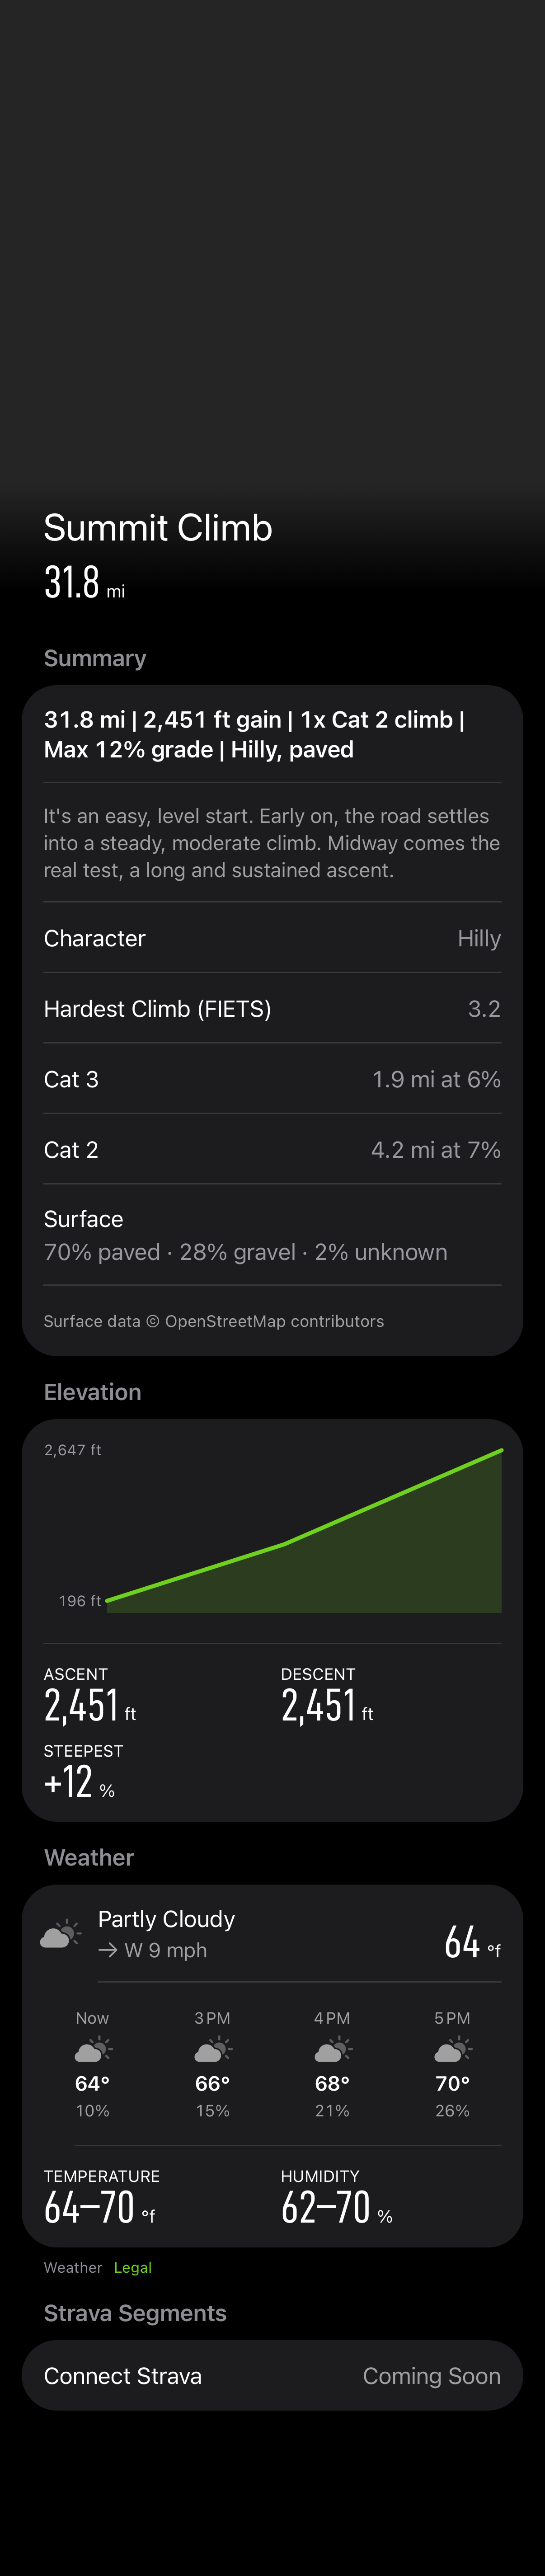 Summit Climb
31.8 mi
Summary
31.8 mi | 2,451 ft gain | 1x Cat 2 climb |
Max 12% grade | Hilly, paved
It's an easy, level start. Early on, the road settles
into a steady, moderate climb. Midway comes the
real test, a long and sustained ascent.
Character Hilly
Hardest Climb (FIETS) 3.2
Cat 3 1.9 mi at 6%
Cat 2 4.2 mi at 7%
Surface
70% paved · 28% gravel · 2% unknown
Surface data © OpenStreetMap contributors
Elevation
2,647 ft
196 ft
ASCENT DESCENT
2,451 ft 2,451 ft
STEEPEST
+12 %
Weather
Partly Cloudy
→ W 9 mph 64 °f
Now 3 PM 4 PM 5 PM
64° 66° 68° 70°
10% 15% 21% 26%
TEMPERATURE HUMIDITY
64–70 °f 62–70 %
Weather Legal
Strava Segments
Connect Strava Coming Soon